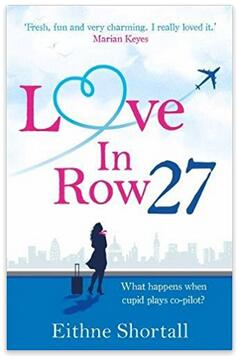 ‘Fresh, fun and very charming. I really loved it.’
Marian Keyes
Love
In
Row 27
What happens when
cupid plays co-pilot?
Eithne Shortall